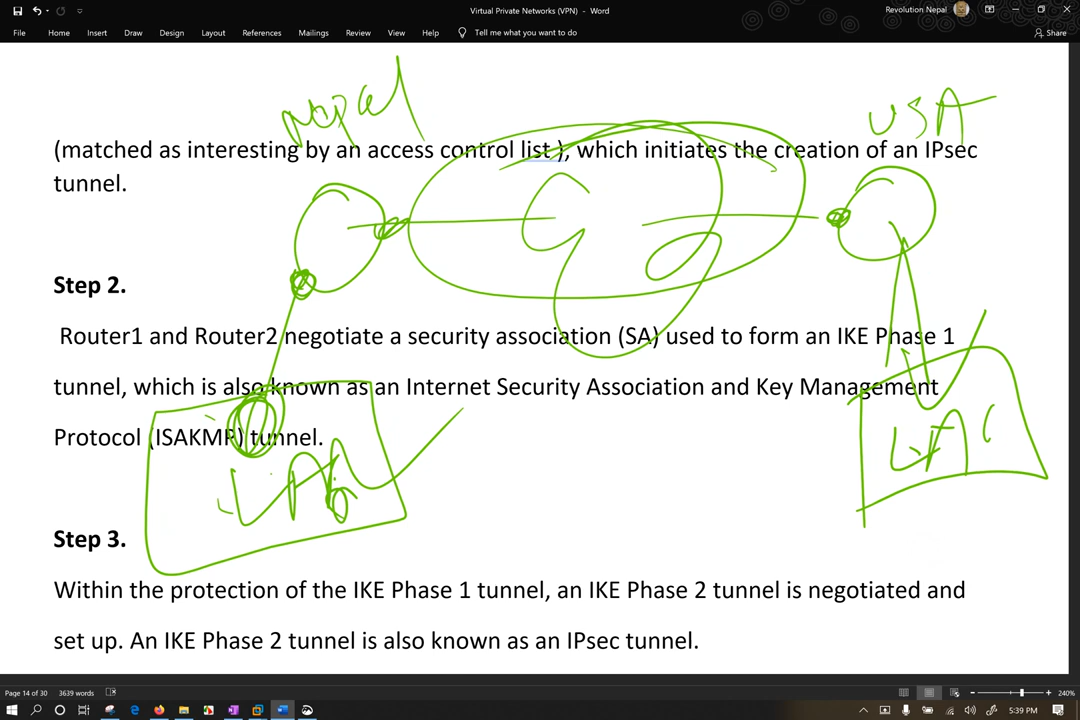 Virtual Private Networks (VPN) - Word
Revolution Nepal
File Home Insert Draw Design Layout References Mailings Review View Help Tell me what you want to do
Share
Nepal
USA
(matched as interesting by an access control list ), which initiates the creation of an IPsec
tunnel.
Step 2.
Router1 and Router2 negotiate a security association (SA) used to form an IKE Phase 1
tunnel, which is also known as an Internet Security Association and Key Management
Protocol (ISAKMP) tunnel.
Step 3.
Within the protection of the IKE Phase 1 tunnel, an IKE Phase 2 tunnel is negotiated and
set up. An IKE Phase 2 tunnel is also known as an IPsec tunnel.
Page 14 of 30 3639 words
240%
5:39 PM